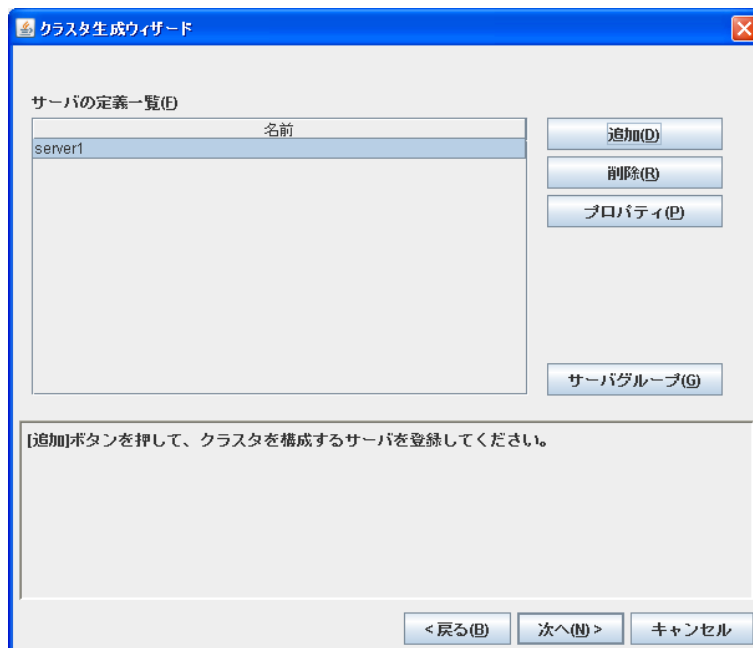 クラスタ生成ウィザード
サーバの定義一覧(F)
名前
server1
追加(D)
削除(R)
プロパティ(P)
サーバグループ(G)
[追加]ボタンを押して、クラスタを構成するサーバを登録してください。
<戻る(B)
次へ(N)>
キャンセル